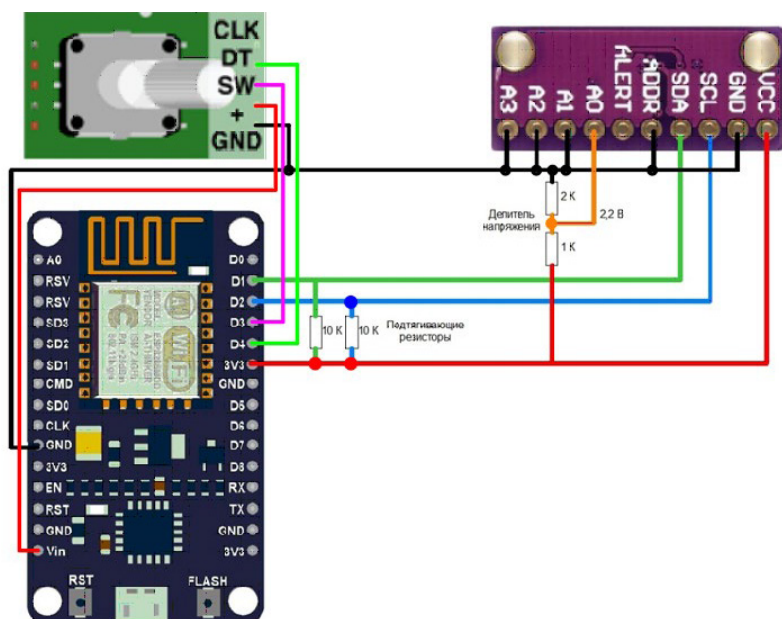 CLK
DT
SW
+
GND
A3
A2
A1
A0
ALERT
ADDR
SDA
SCL
GND
VCC
2 K
Делитель
напряжения
2,2 В
1 K
A0
RSV
RSV
SD3
SD2
SD1
CMD
SD0
CLK
GND
3V3
EN
RST
GND
Vin
D0
D1
D2
D3
D4
3V3
GND
D5
D6
D7
D8
RX
TX
GND
3V3
10 K
10 K
Подтягивающие
резисторы
RST
FLASH